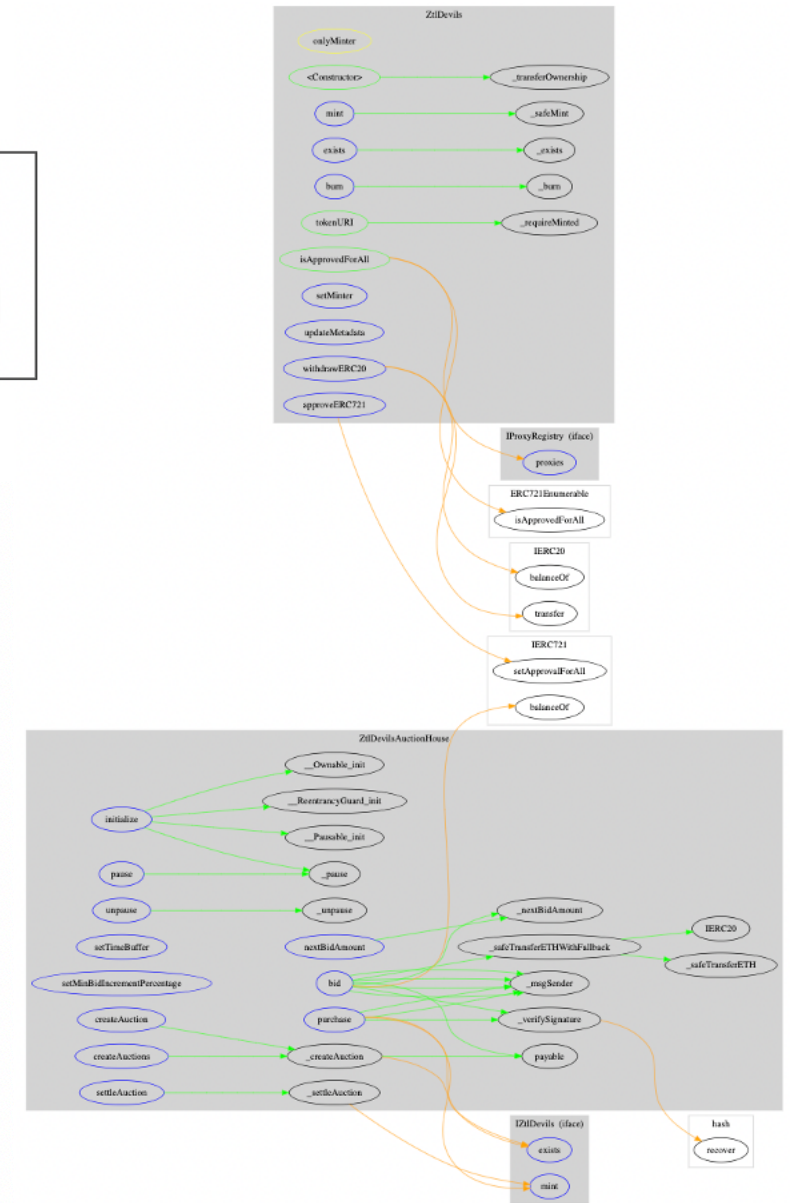 ZtlDevils
onlyMinter
<Constructor>
_transferOwnership
mint
_safeMint
exists
_exists
burn
_burn
tokenURI
_requireMinted
isApprovedForAll
setMinter
updateMetadata
withdrawERC20
approveERC721
IProxyRegistry (iface)
proxies
ERC721Enumerable
isApprovedForAll
IERC20
balanceOf
transfer
IERC721
setApprovalForAll
balanceOf
ZtlDevilsAuctionHouse
__Ownable_init
__ReentrancyGuard_init
initialize
__Pausable_init
pause
_pause
unpause
_unpause
_nextBidAmount
IERC20
setTimeBuffer
nextBidAmount
_safeTransferETHWithFallback
_safeTransferETH
setMinBidIncrementPercentage
bid
_msgSender
createAuction
purchase
_verifySignature
createAuctions
_createAuction
payable
settleAuction
_settleAuction
IZtlDevils (iface)
hash
exists
recover
mint